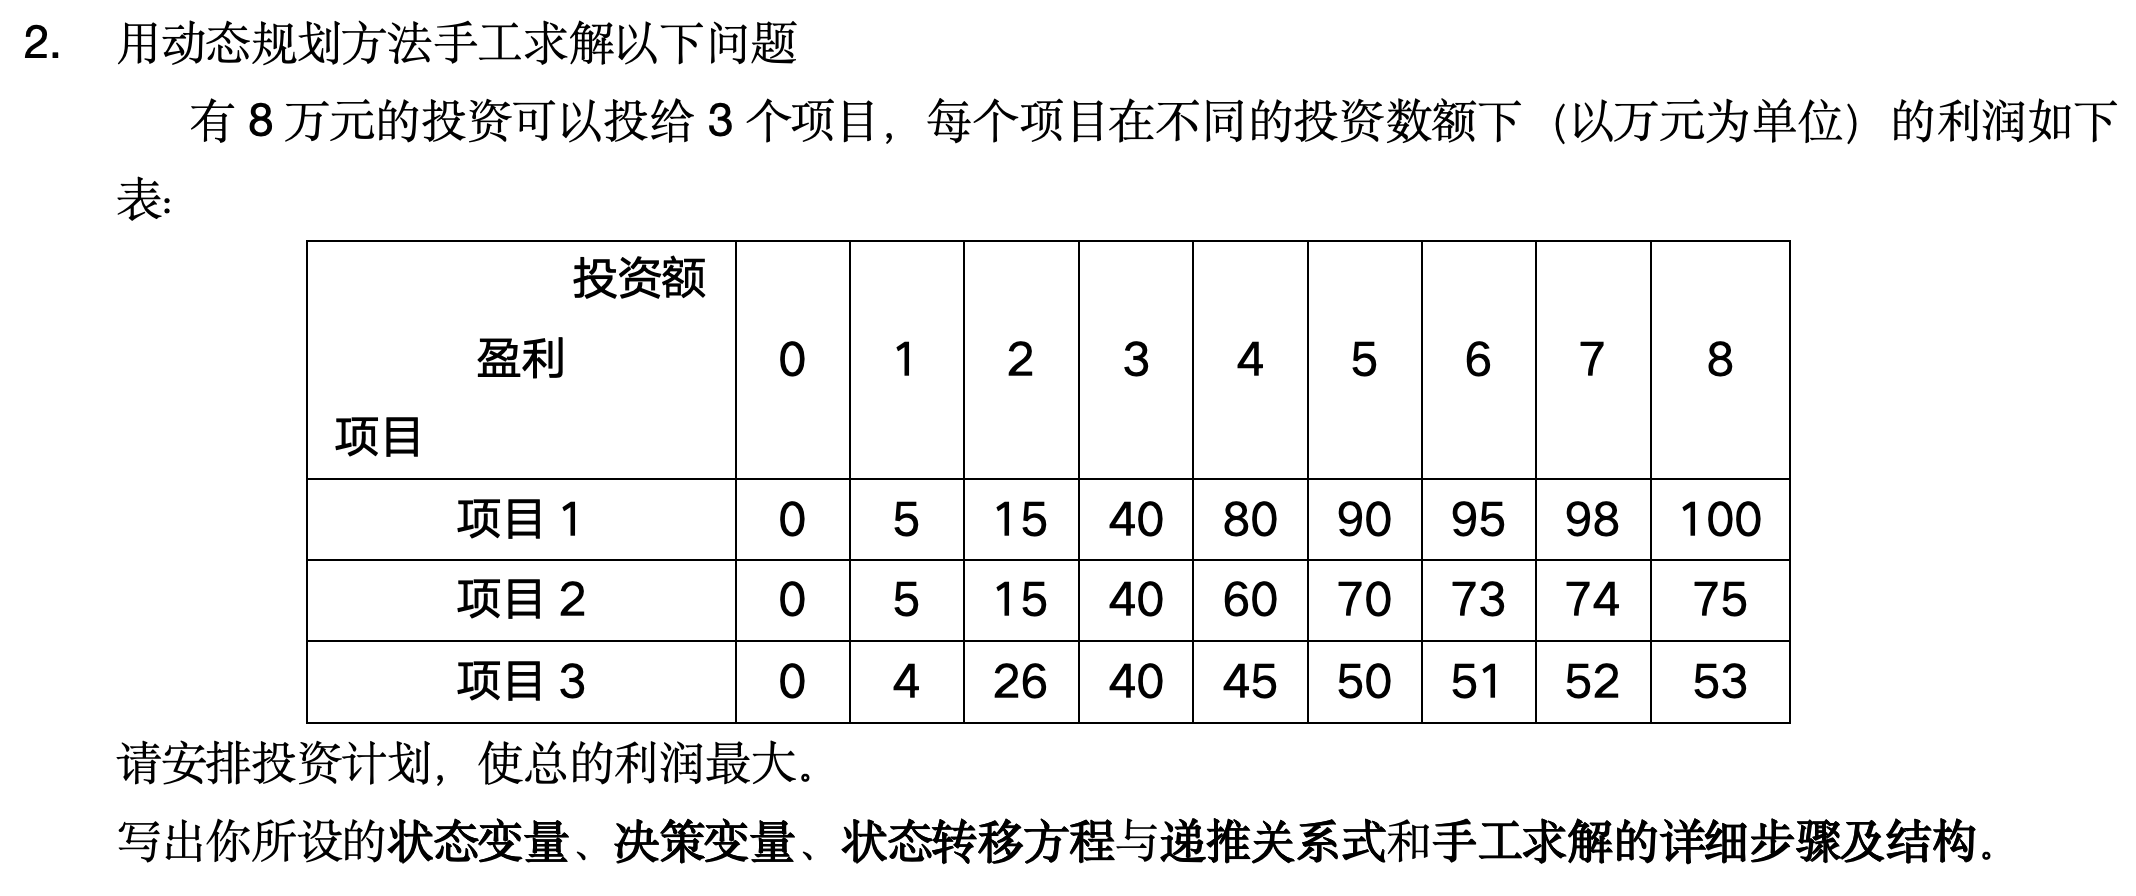 2. 用动态规划方法手工求解以下问题
有 8 万元的投资可以投给 3 个项目，每个项目在不同的投资数额下（以万元为单位）的利润如下
表：
投资额
盈利 0 1 2 3 4 5 6 7 8
项目
项目 1 0 5 15 40 80 90 95 98 100
项目 2 0 5 15 40 60 70 73 74 75
项目 3 0 4 26 40 45 50 51 52 53
请安排投资计划，使总的利润最大。
写出你所设的状态变量、决策变量、状态转移方程与递推关系式和手工求解的详细步骤及结构。